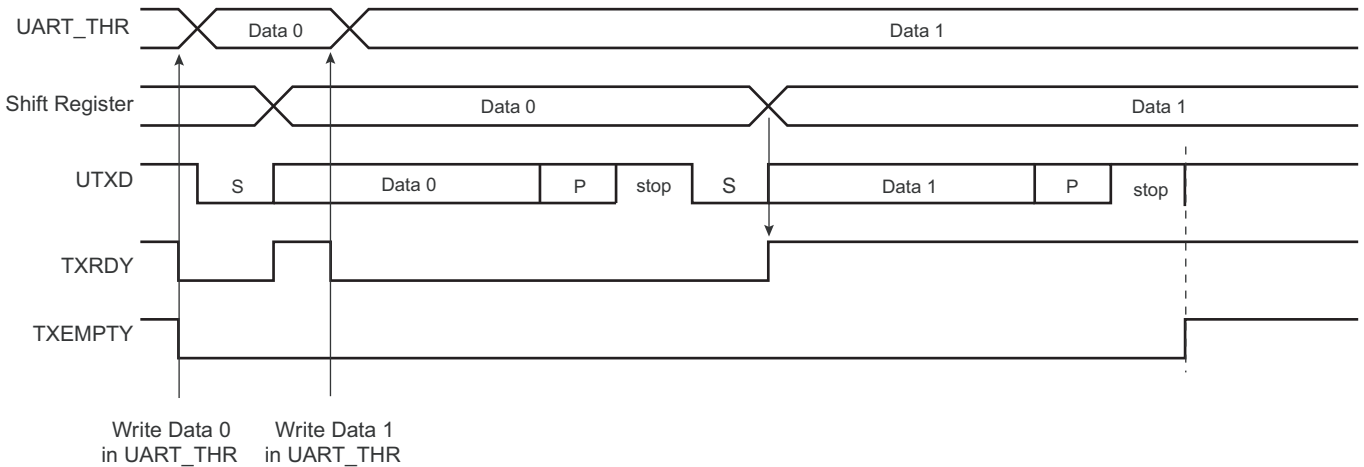 UART_THR
Data 0
Data 1
Shift Register
Data 0
Data 1
UTXD
S
Data 0
P
stop
S
Data 1
P
stop
TXRDY
TXEMPTY
Write Data 0
in UART_THR
Write Data 1
in UART_THR